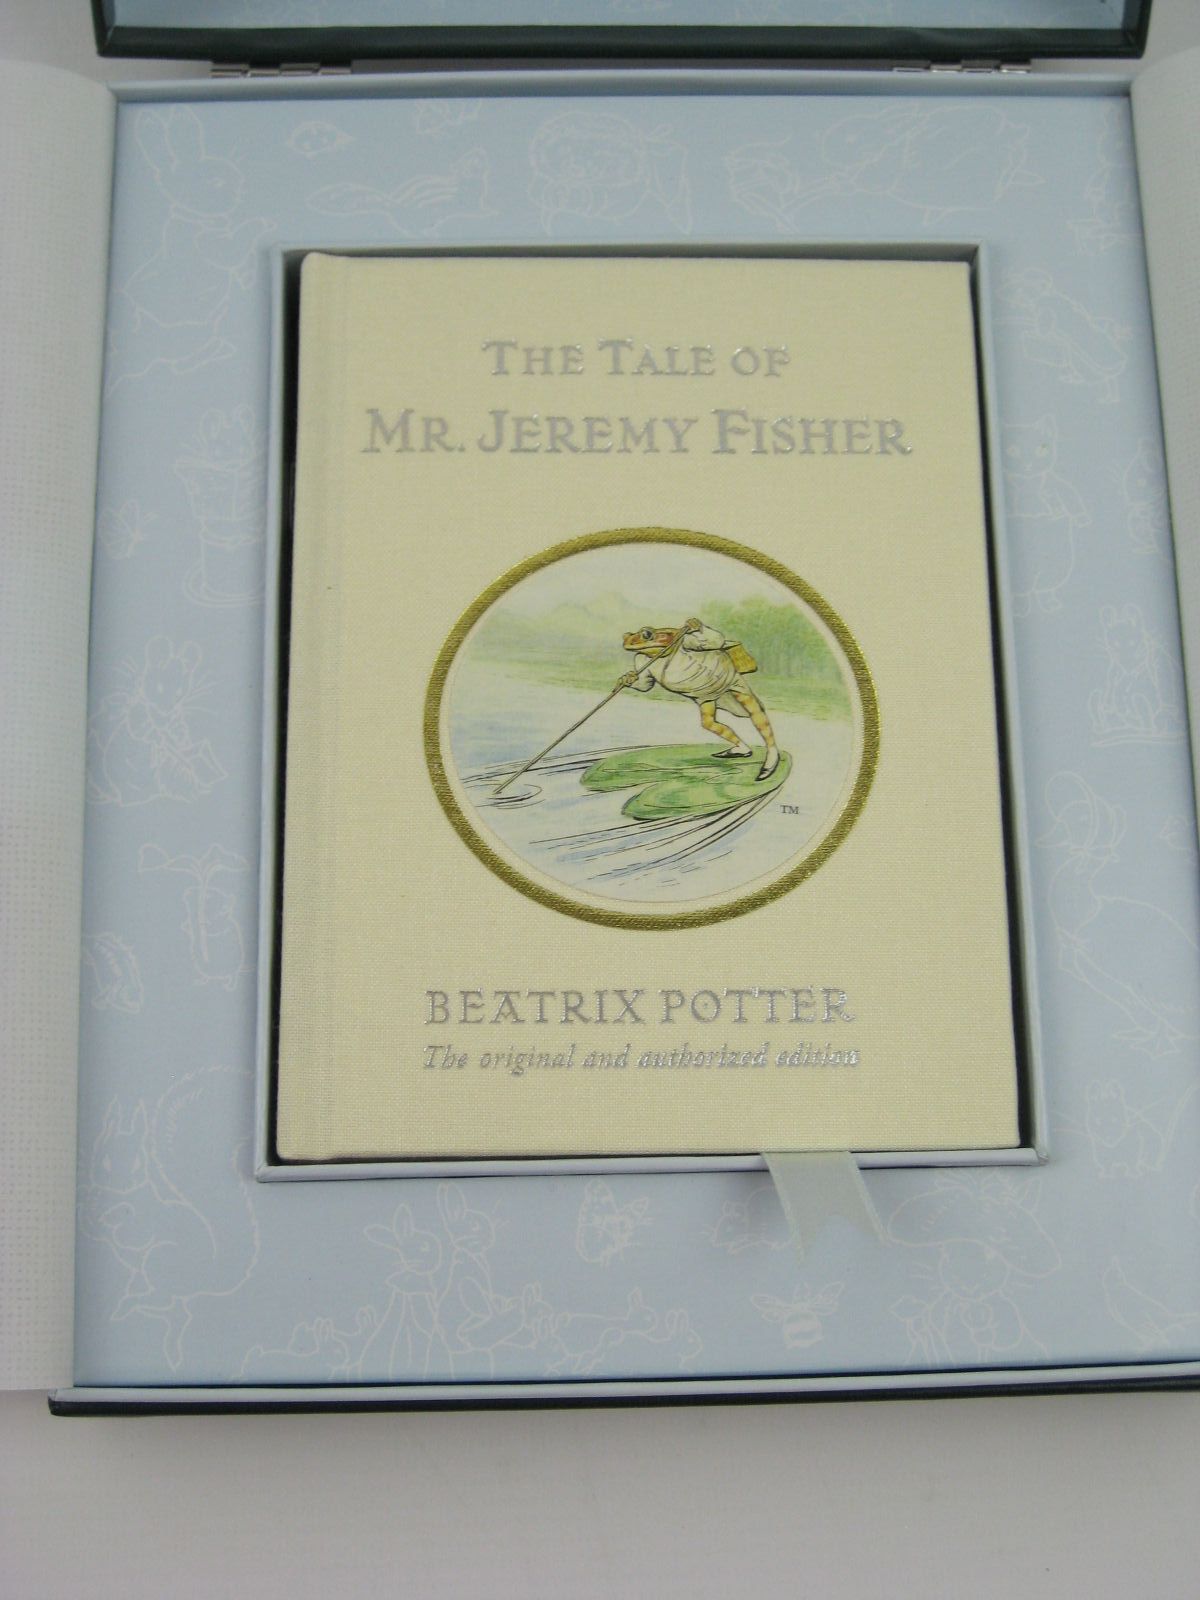 THE TALE OF
MR. JEREMY FISHER
TM
BEATRIX POTTER
The original and authorized edition